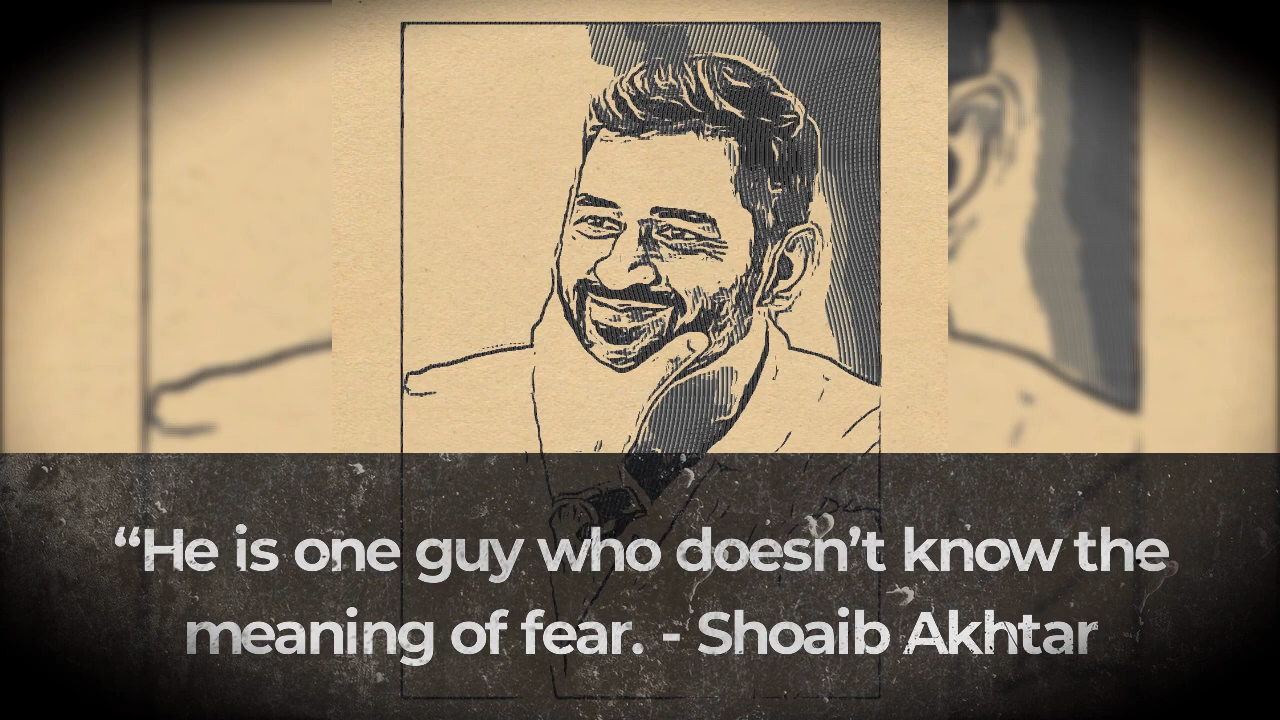 “He is one guy who doesn’t know the
meaning of fear. - Shoaib Akhtar